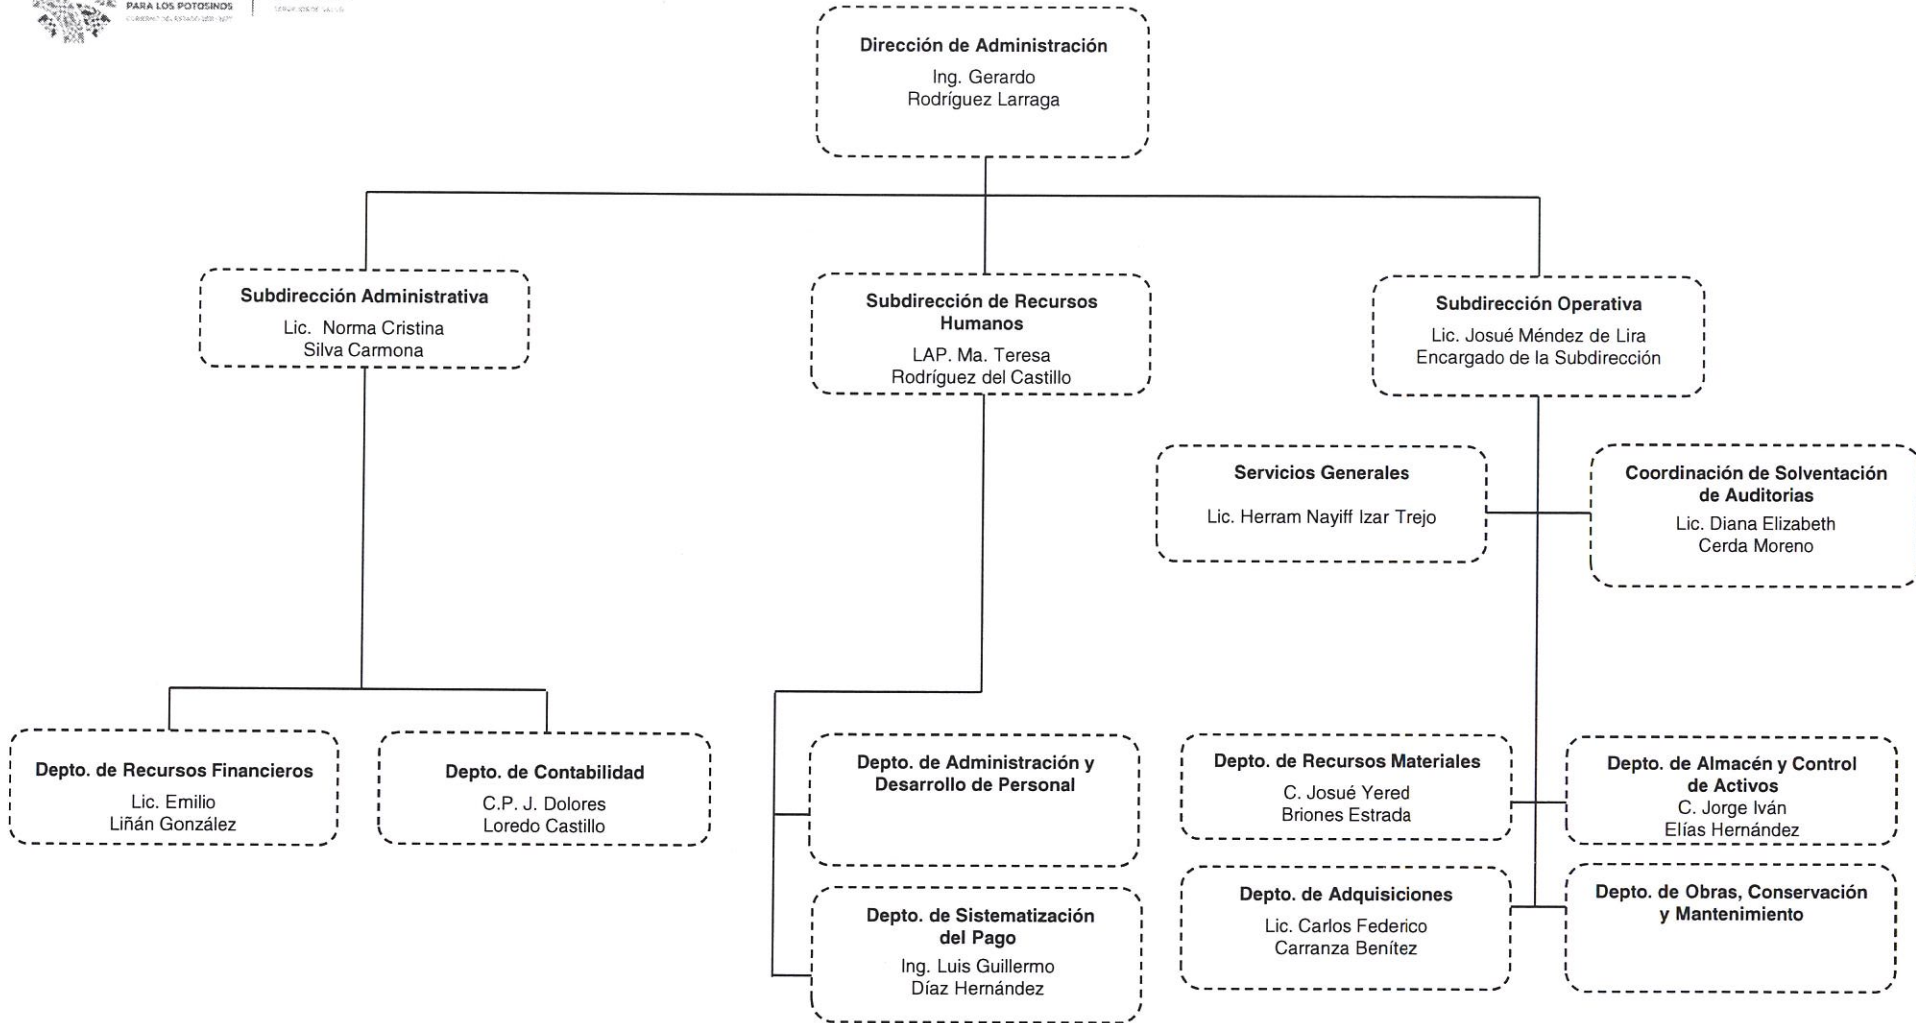 PARA LOS POTOSINOS
Dirección de Administración
Ing. Gerardo
Rodríguez Larraga
Subdirección Administrativa
Lic. Norma Cristina
Silva Carmona
Subdirección de Recursos
Humanos
LAP. Ma. Teresa
Rodríguez del Castillo
Subdirección Operativa
Lic. Josué Méndez de Lira
Encargado de la Subdirección
Servicios Generales
Lic. Herram Nayiff Izar Trejo
Coordinación de Solventación
de Auditorias
Lic. Diana Elizabeth
Cerda Moreno
Depto. de Recursos Financieros
Lic. Emilio
Liñán González
Depto. de Contabilidad
C.P. J. Dolores
Loredo Castillo
Depto. de Administración y
Desarrollo de Personal
Depto. de Sistematización
del Pago
Ing. Luis Guillermo
Díaz Hernández
Depto. de Recursos Materiales
C. Josué Yered
Briones Estrada
Depto. de Almacén y Control
de Activos
C. Jorge Iván
Elías Hernández
Depto. de Adquisiciones
Lic. Carlos Federico
Carranza Benítez
Depto. de Obras, Conservación
y Mantenimiento